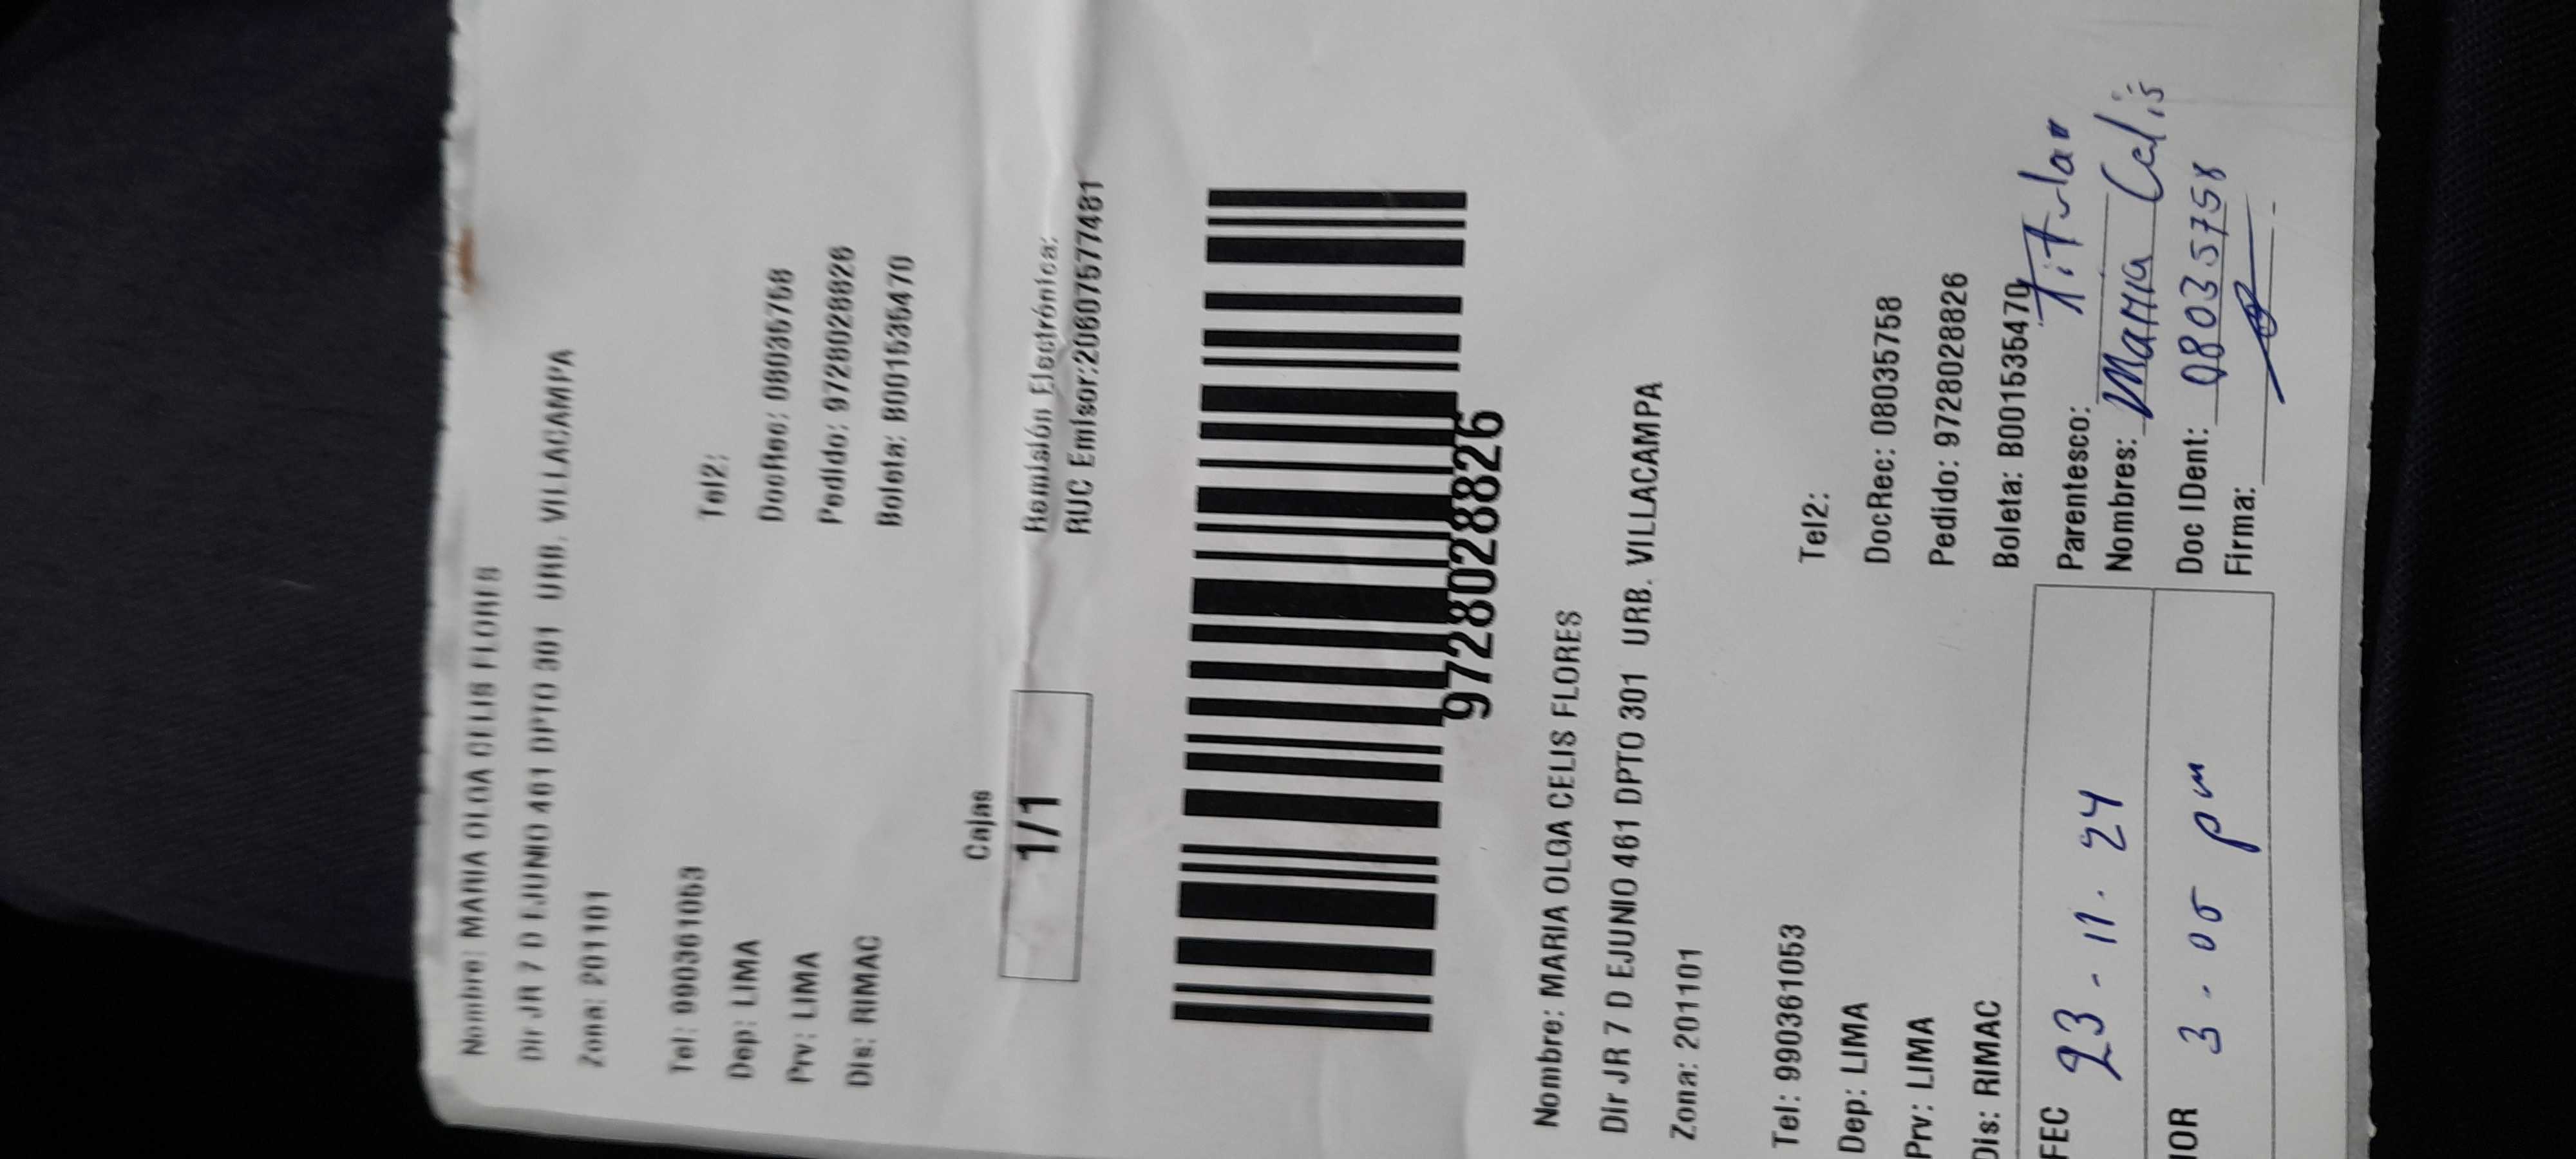 Nombre: MARIA OLGA CELIS FLORES
Dir JR 7 D EJUNIO 461 DPTO 301 URB. VILLACAMPA
Zona: 201101
Tel: 990361053 Tel2:
Dep: LIMA DocRec: 08035758
Prv: LIMA Pedido: 9728028826
Dis: RIMAC Boleta: B001535470
Cajas
1/1
Remisión Electrónica:
RUC Emisor:20607577481
9728028826
Nombre: MARIA OLGA CELIS FLORES
Dir JR 7 D EJUNIO 461 DPTO 301 URB. VILLACAMPA
Zona: 201101
Tel: 990361053 Tel2:
Dep: LIMA DocRec: 08035758
Prv: LIMA Pedido: 9728028826
Dis: RIMAC Boleta: B001535470
FEC 23-11-24 Parentesco: Titular
Nombres: Maria Celis
IOR 3-05 pm Doc IDent: 08035758
Firma: